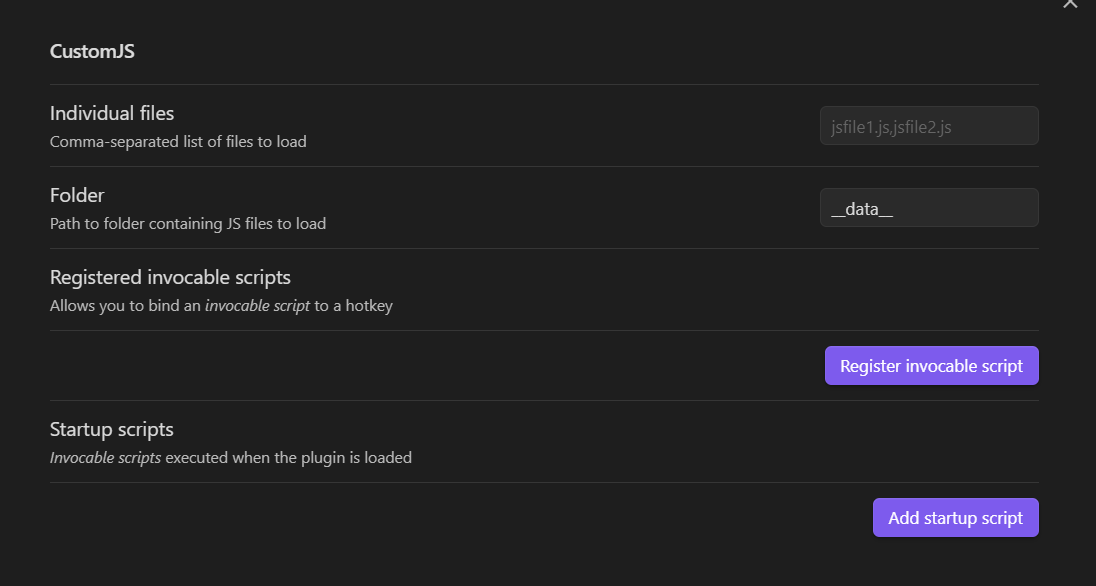 CustomJS
Individual files
Comma-separated list of files to load
jsfile1.js,jsfile2.js
Folder
Path to folder containing JS files to load
__data__
Registered invocable scripts
Allows you to bind an invocable script to a hotkey
Register invocable script
Startup scripts
Invocable scripts executed when the plugin is loaded
Add startup script